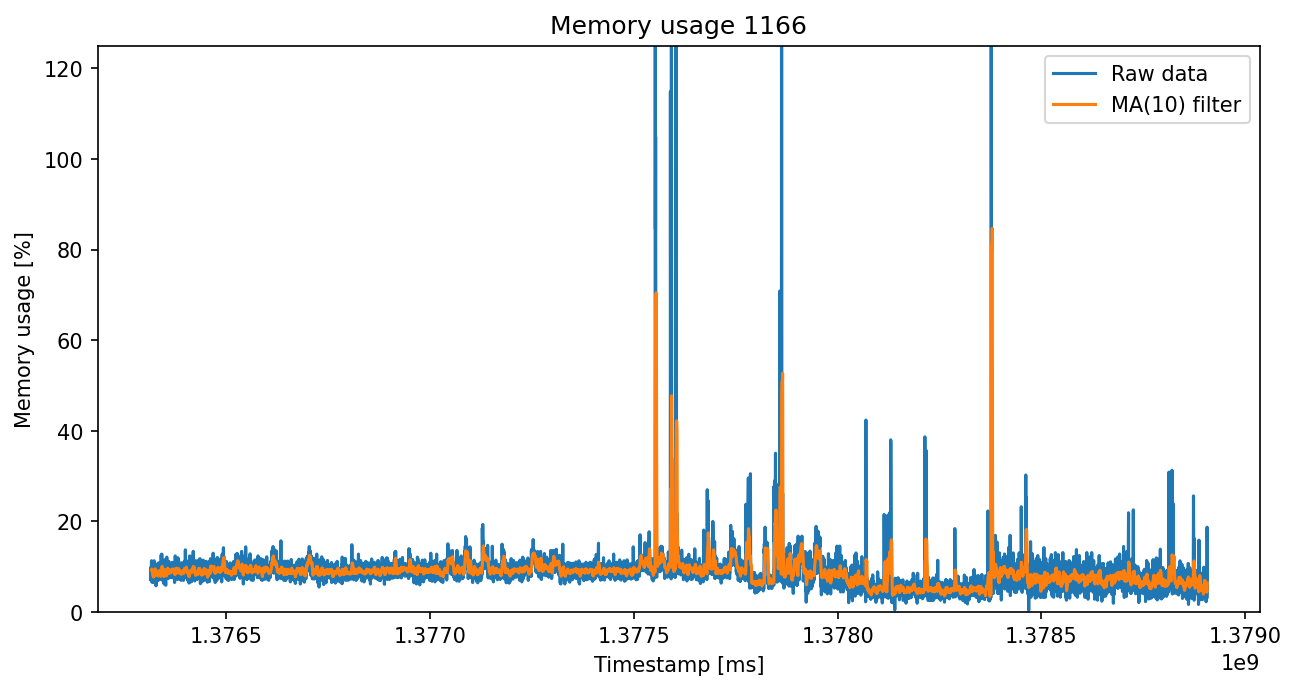 Memory usage 1166
Raw data
MA(10) filter
Memory usage [%]
120
100
80
60
40
20
0
1.3765 1.3770 1.3775 1.3780 1.3785 1.3790
1e9
Timestamp [ms]